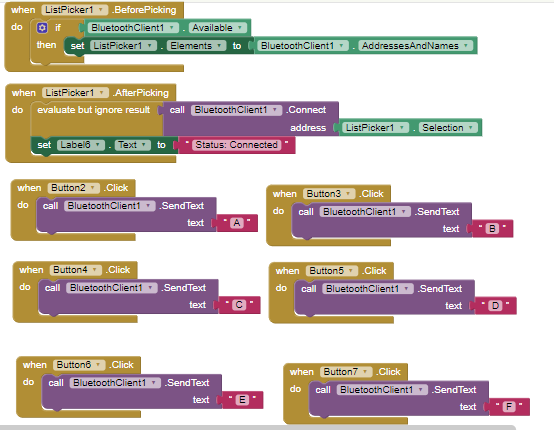 when ListPicker1 .BeforePicking
do if BluetoothClient1 . Available
then set ListPicker1 . Elements to BluetoothClient1 . AddressesAndNames
when ListPicker1 .AfterPicking
do evaluate but ignore result call BluetoothClient1 .Connect
address ListPicker1 . Selection
set Label6 . Text to " Status: Connected "
when Button2 .Click
do call BluetoothClient1 .SendText
text " A "
when Button3 .Click
do call BluetoothClient1 .SendText
text " B "
when Button4 .Click
do call BluetoothClient1 .SendText
text " C "
when Button5 .Click
do call BluetoothClient1 .SendText
text " D "
when Button6 .Click
do call BluetoothClient1 .SendText
text " E "
when Button7 .Click
do call BluetoothClient1 .SendText
text " F "